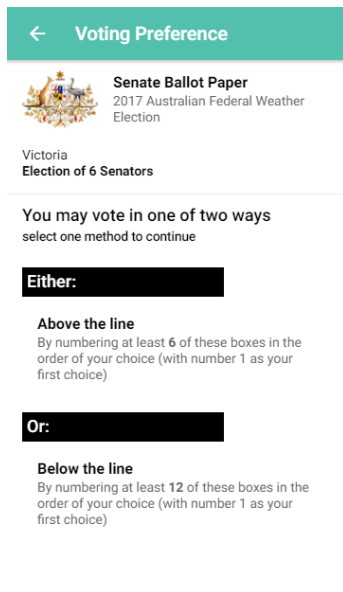 Voting Preference
Senate Ballot Paper
2017 Australian Federal Weather
Election
Victoria
Election of 6 Senators
You may vote in one of two ways
select one method to continue
Either:
Above the line
By numbering at least 6 of these boxes in the
order of your choice (with number 1 as your
first choice)
Or:
Below the line
By numbering at least 12 of these boxes in the
order of your choice (with number 1 as your
first choice)